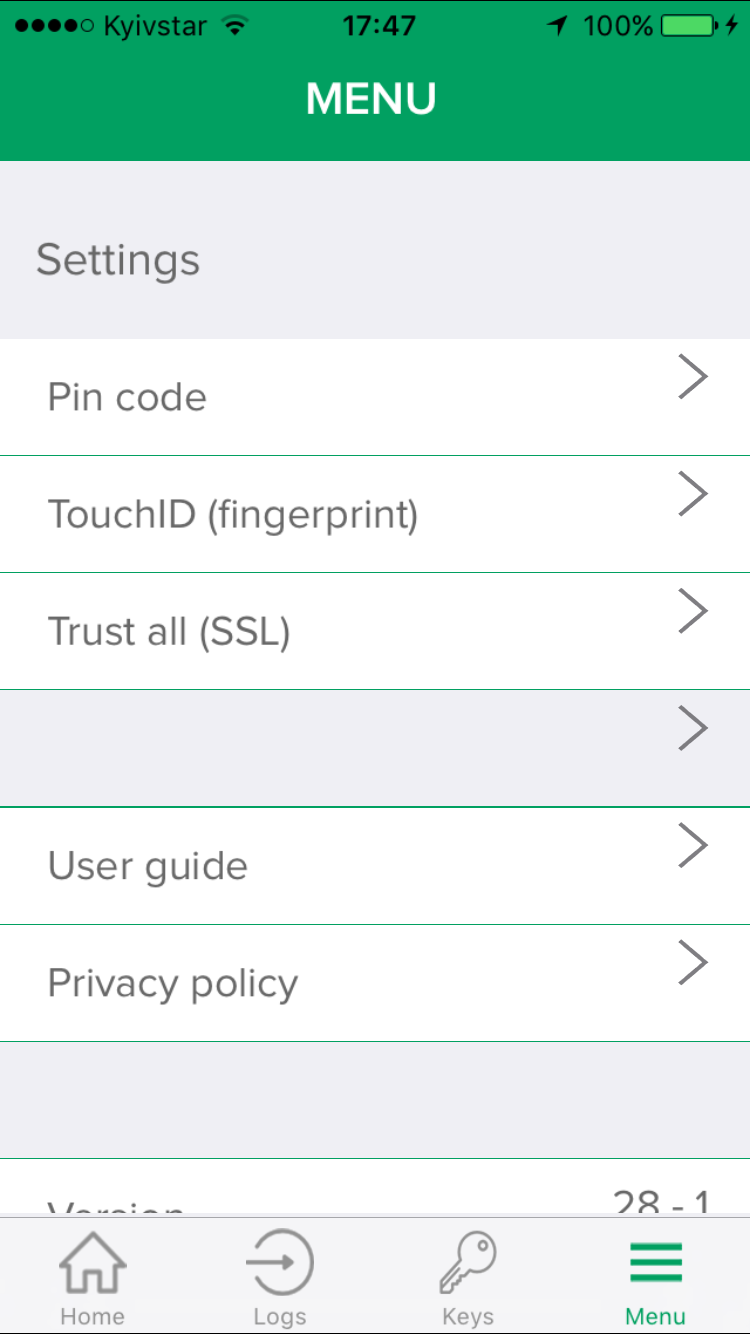 Kyivstar 17:47 100%
MENU
Settings
Pin code
TouchID (fingerprint)
Trust all (SSL)
User guide
Privacy policy
Version 28 - 1
Home Logs Keys Menu